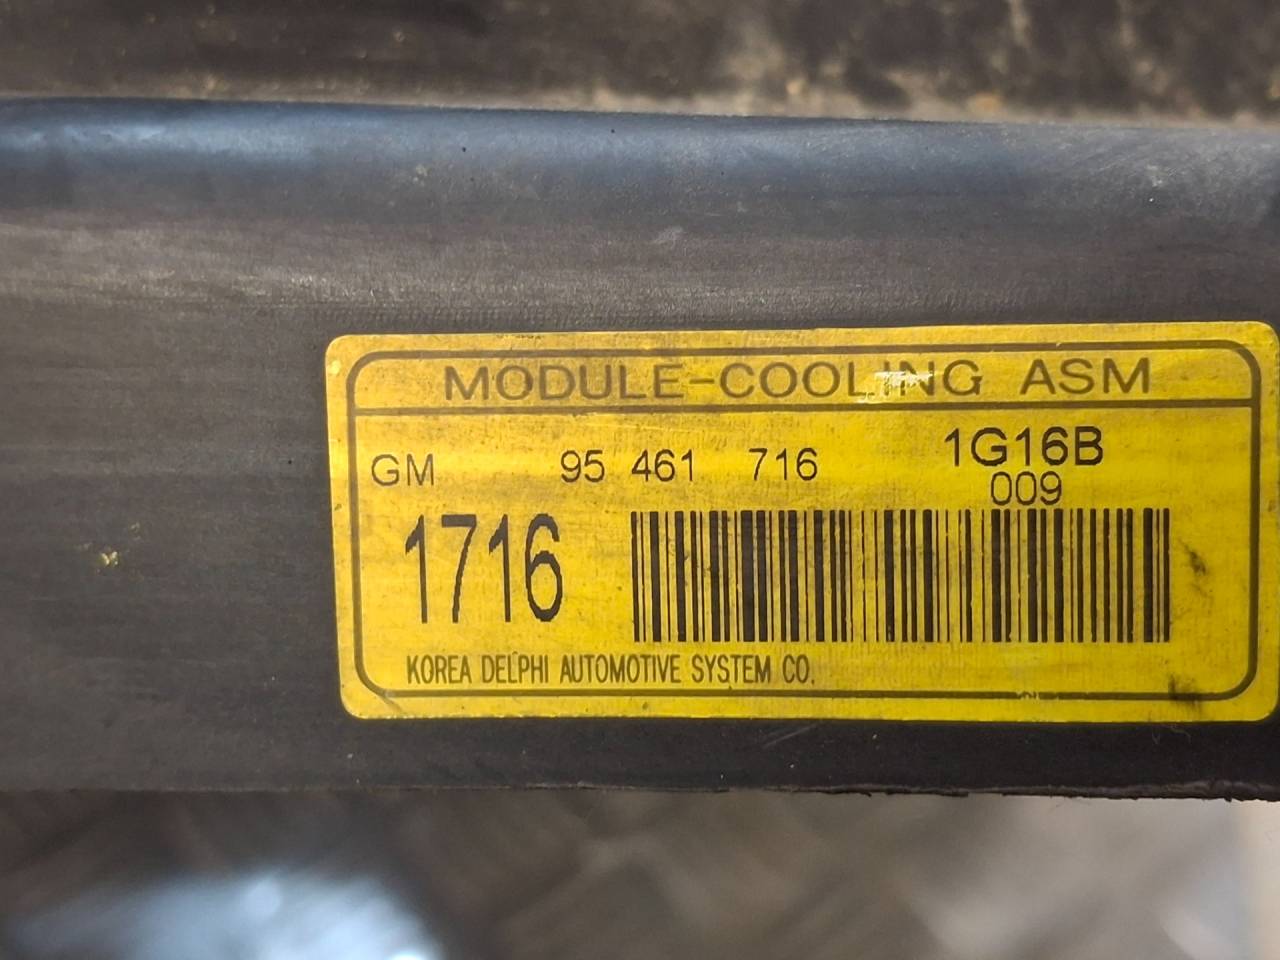 MODULE-COOLING ASM
GM 95 461 716 1G16B
009
1716
KOREA DELPHI AUTOMOTIVE SYSTEM CO.